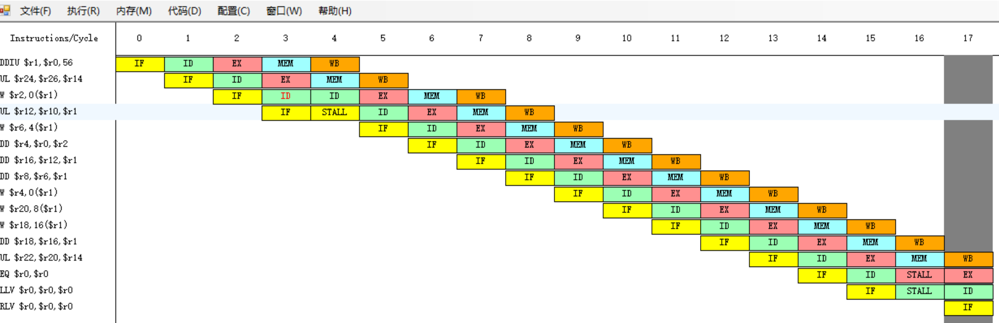 文件(F) 执行(R) 内存(M) 代码(D) 配置(C) 窗口(W) 帮助(H)
Instructions/Cycle 0 1 2 3 4 5 6 7 8 9 10 11 12 13 14 15 16 17
DDIU $r1,$r0,56 IF ID EX MEM WB
UL $r24,$r26,$r14 IF ID EX MEM WB
W $r2,0($r1) IF ID ID EX MEM WB
UL $r12,$r10,$r1 IF STALL ID EX MEM WB
W $r6,4($r1) IF ID EX MEM WB
DD $r4,$r0,$r2 IF ID EX MEM WB
DD $r16,$r12,$r1 IF ID EX MEM WB
DD $r8,$r6,$r1 IF ID EX MEM WB
W $r4,0($r1) IF ID EX MEM WB
W $r20,8($r1) IF ID EX MEM WB
W $r18,16($r1) IF ID EX MEM WB
DD $r18,$r16,$r1 IF ID EX MEM WB
UL $r22,$r20,$r14 IF ID EX MEM WB
EQ $r0,$r0 IF ID STALL EX
LLV $r0,$r0,$r0 IF STALL ID
RLV $r0,$r0,$r0 IF